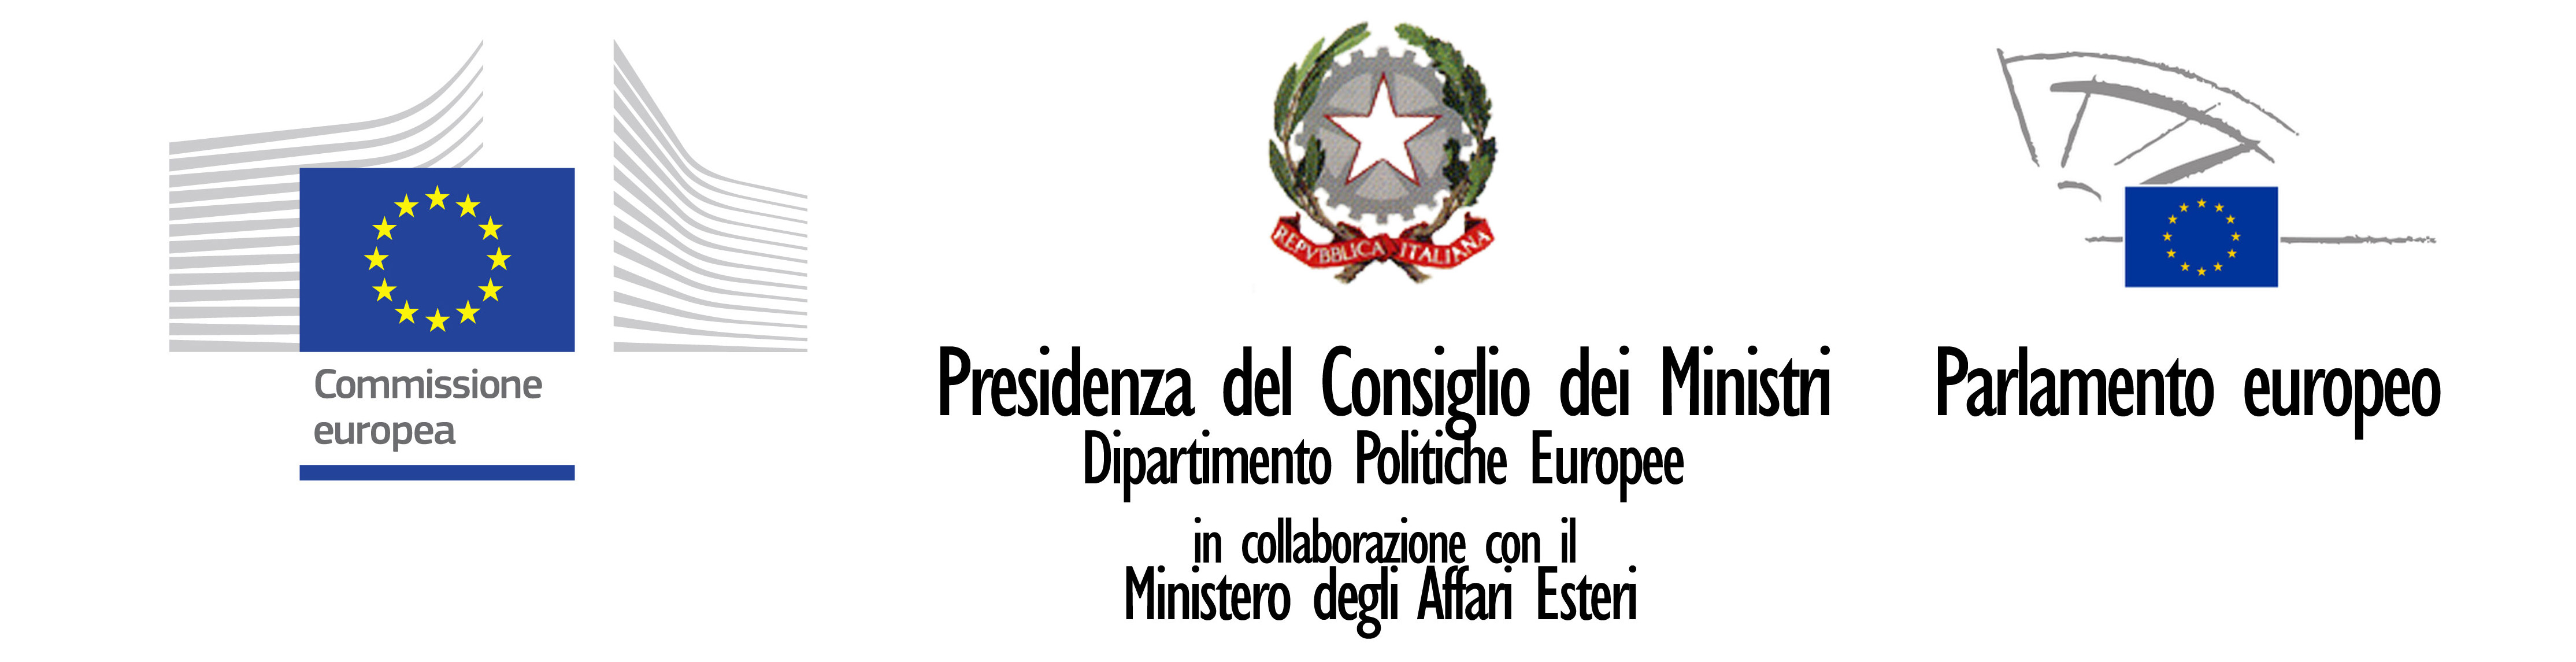 Commissione
europea
REPVBBLICA ITALIANA
Presidenza del Consiglio dei Ministri
Dipartimento Politiche Europee
in collaborazione con il
Ministero degli Affari Esteri
Parlamento europeo